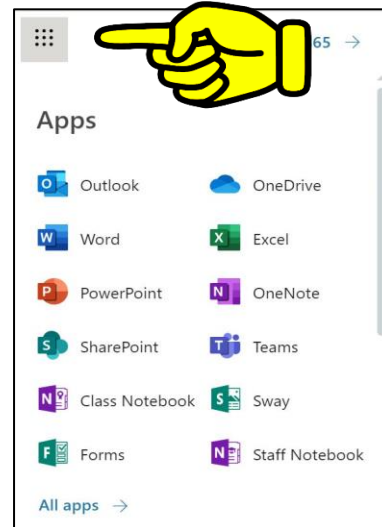 65 →
Apps
Outlook OneDrive
Word Excel
PowerPoint OneNote
SharePoint Teams
Class Notebook Sway
Forms Staff Notebook
All apps →